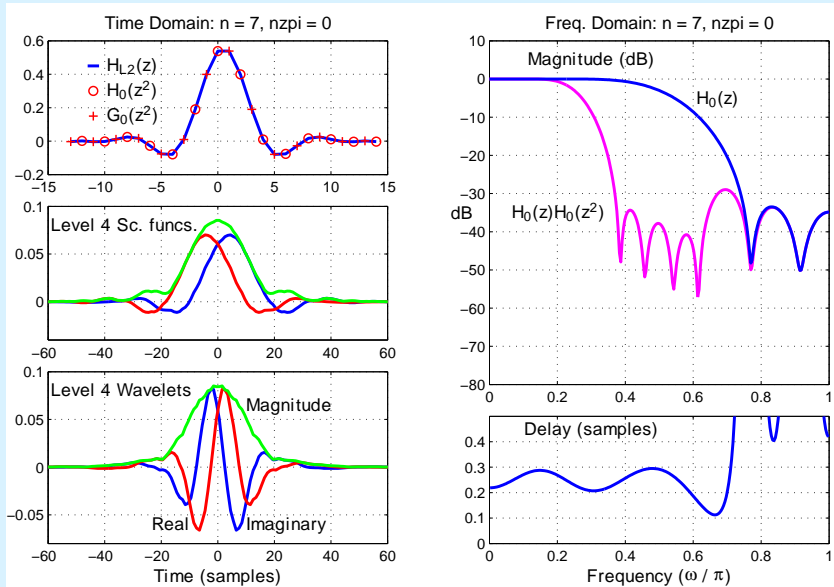 Time Domain: n = 7, nzpi = 0
0.6
0.4
0.2
0
−0.2
−15 −10 −5 0 5 10 15
H_L2(z)
H_0(z^2)
G_0(z^2)
0.1
0.05
0
−60 −40 −20 0 20 40 60
Level 4 Sc. funcs.
0.1
0.05
0
−0.05
−60 −40 −20 0 20 40 60
Level 4 Wavelets
Magnitude
Real
Imaginary
Time (samples)
Freq. Domain: n = 7, nzpi = 0
10
0
−10
−20
−30
−40
−50
−60
−70
−80
dB
0 0.2 0.4 0.6 0.8 1
Magnitude (dB)
H_0(z)
H_0(z)H_0(z^2)
Delay (samples)
0.4
0.3
0.2
0.1
0
0 0.2 0.4 0.6 0.8 1
Frequency (ω / π)